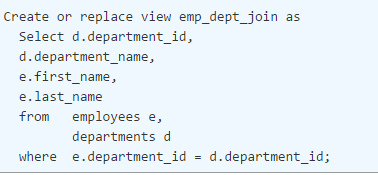 Create or replace view emp_dept_join as
Select d.department_id,
d.department_name,
e.first_name,
e.last_name
from employees e,
departments d
where e.department_id = d.department_id;